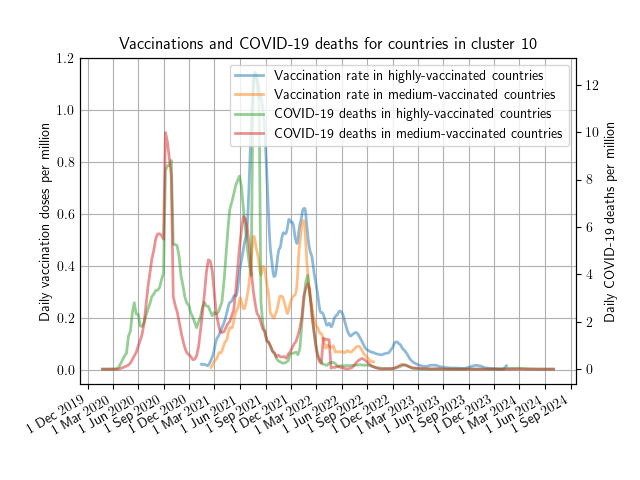 Vaccinations and COVID-19 deaths for countries in cluster 10
Vaccination rate in highly-vaccinated countries
Vaccination rate in medium-vaccinated countries
COVID-19 deaths in highly-vaccinated countries
COVID-19 deaths in medium-vaccinated countries
Daily vaccination doses per million
1.2
1.0
0.8
0.6
0.4
0.2
0.0
Daily COVID-19 deaths per million
12
10
8
6
4
2
0
1 Dec 2019
1 Mar 2020
1 Jun 2020
1 Sep 2020
1 Dec 2020
1 Mar 2021
1 Jun 2021
1 Sep 2021
1 Dec 2021
1 Mar 2022
1 Jun 2022
1 Sep 2022
1 Dec 2022
1 Mar 2023
1 Jun 2023
1 Sep 2023
1 Dec 2023
1 Mar 2024
1 Jun 2024
1 Sep 2024